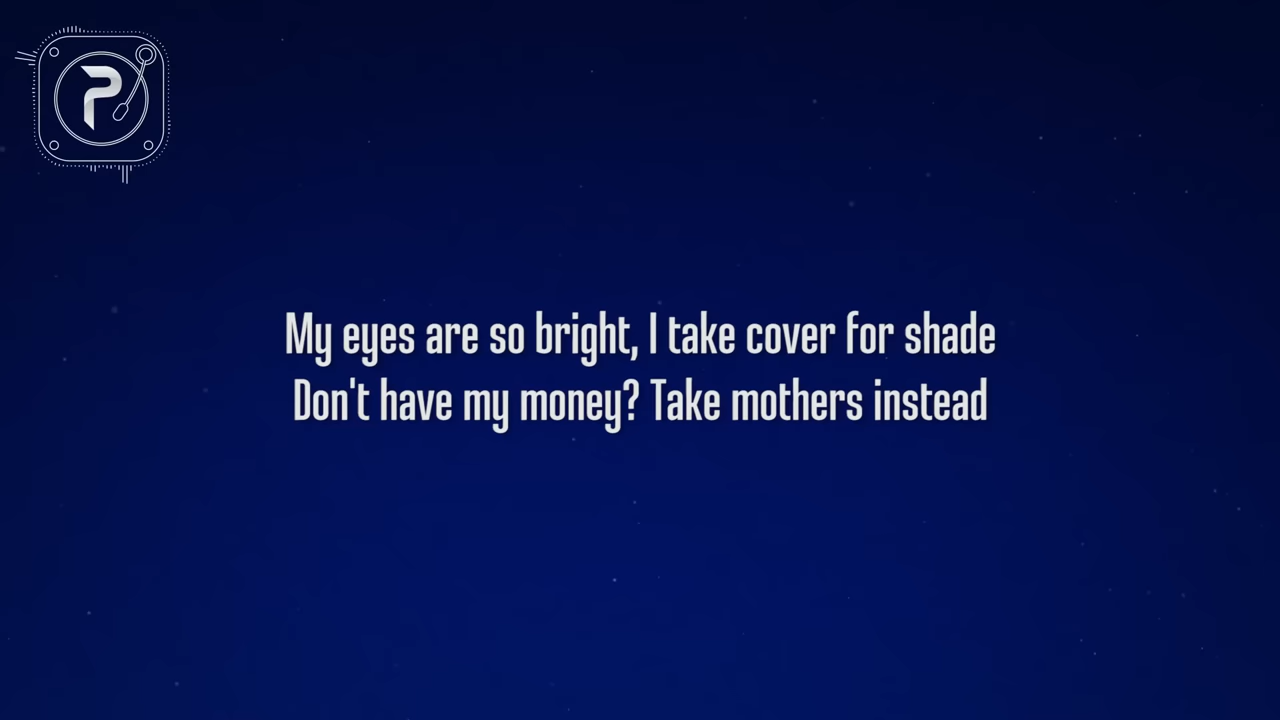 P
My eyes are so bright, I take cover for shade
Don't have my money? Take mothers instead